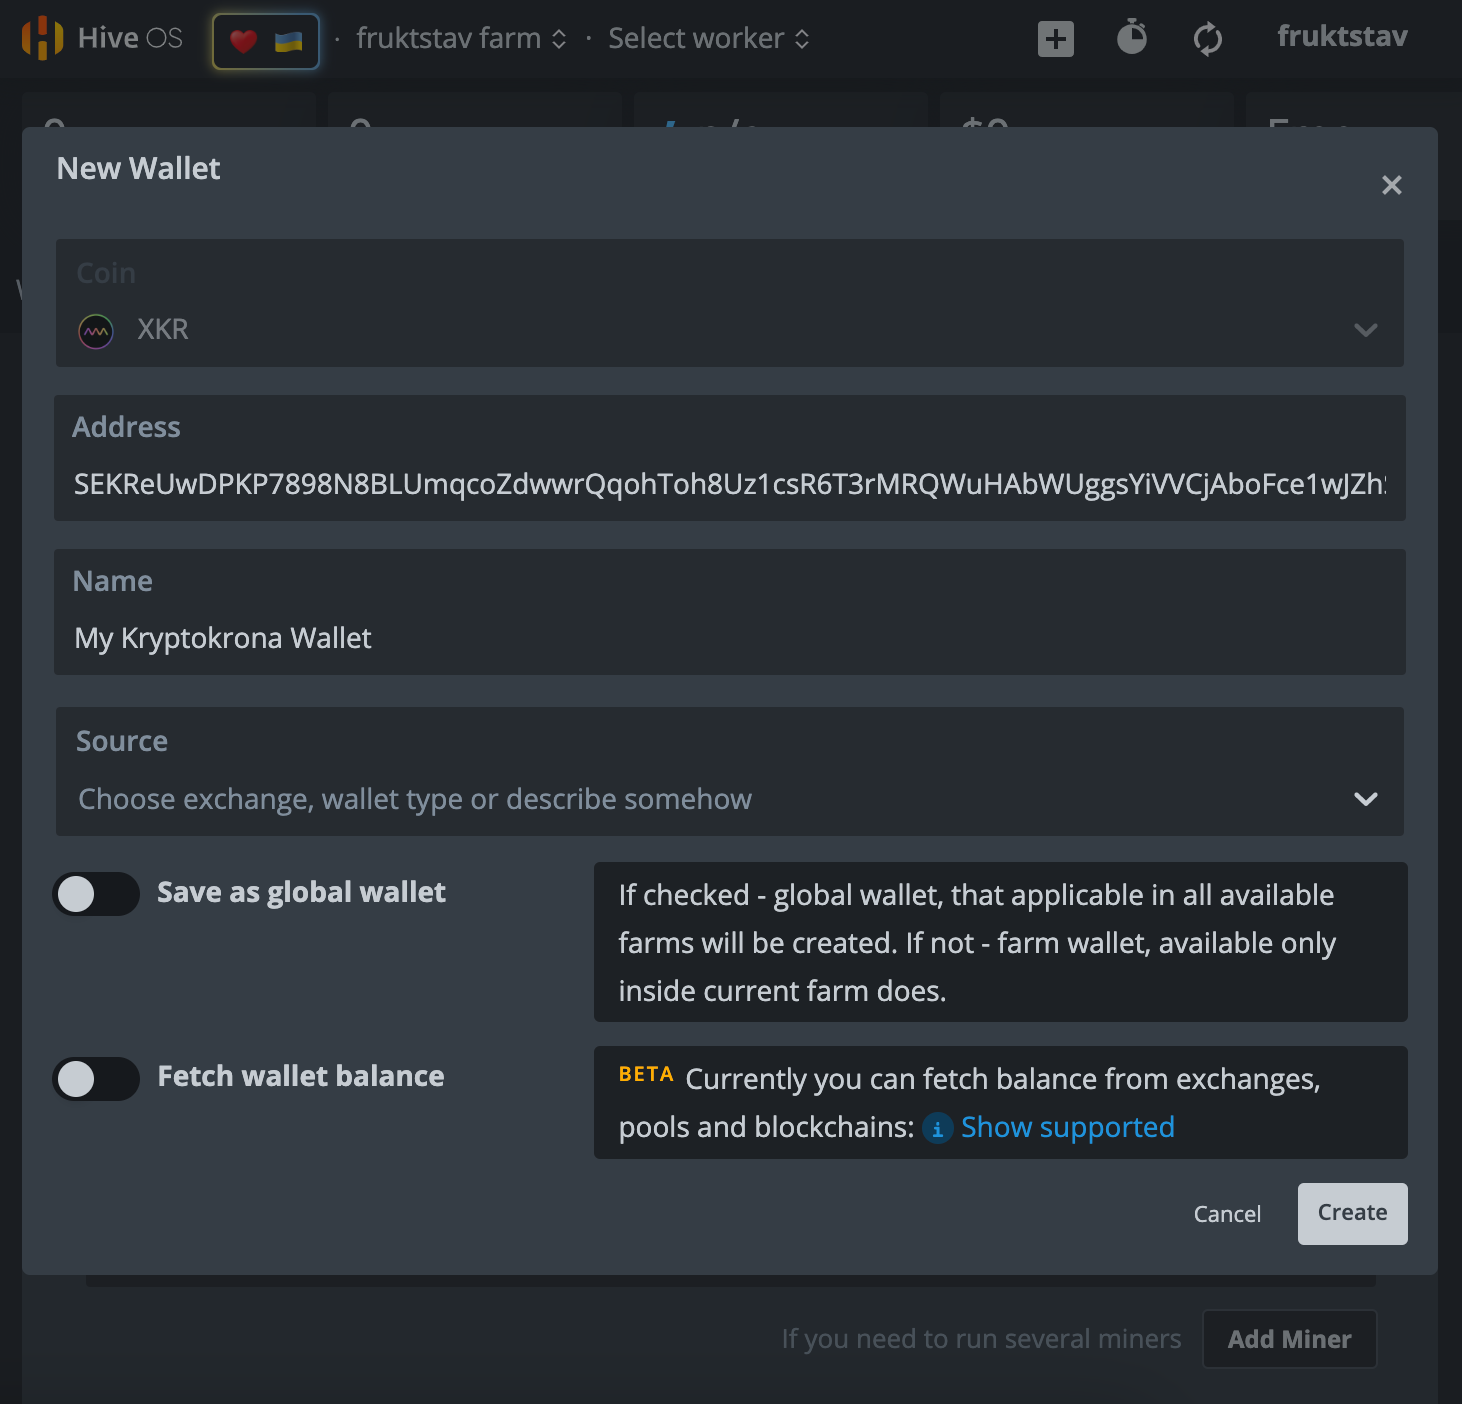 Hive OS · fruktstav farm · Select worker fruktstav
New Wallet
Coin
XKR
Address
SEKReUwDPKP7898N8BLUmqcoZdwwrQqohToh8Uz1csR6T3rMRQWuHAbWUggsYiVVCjAboFce1wJZh
Name
My Kryptokrona Wallet
Source
Choose exchange, wallet type or describe somehow
Save as global wallet
If checked - global wallet, that applicable in all available
farms will be created. If not - farm wallet, available only
inside current farm does.
Fetch wallet balance
BETA Currently you can fetch balance from exchanges,
pools and blockchains: i Show supported
Cancel Create
If you need to run several miners Add Miner